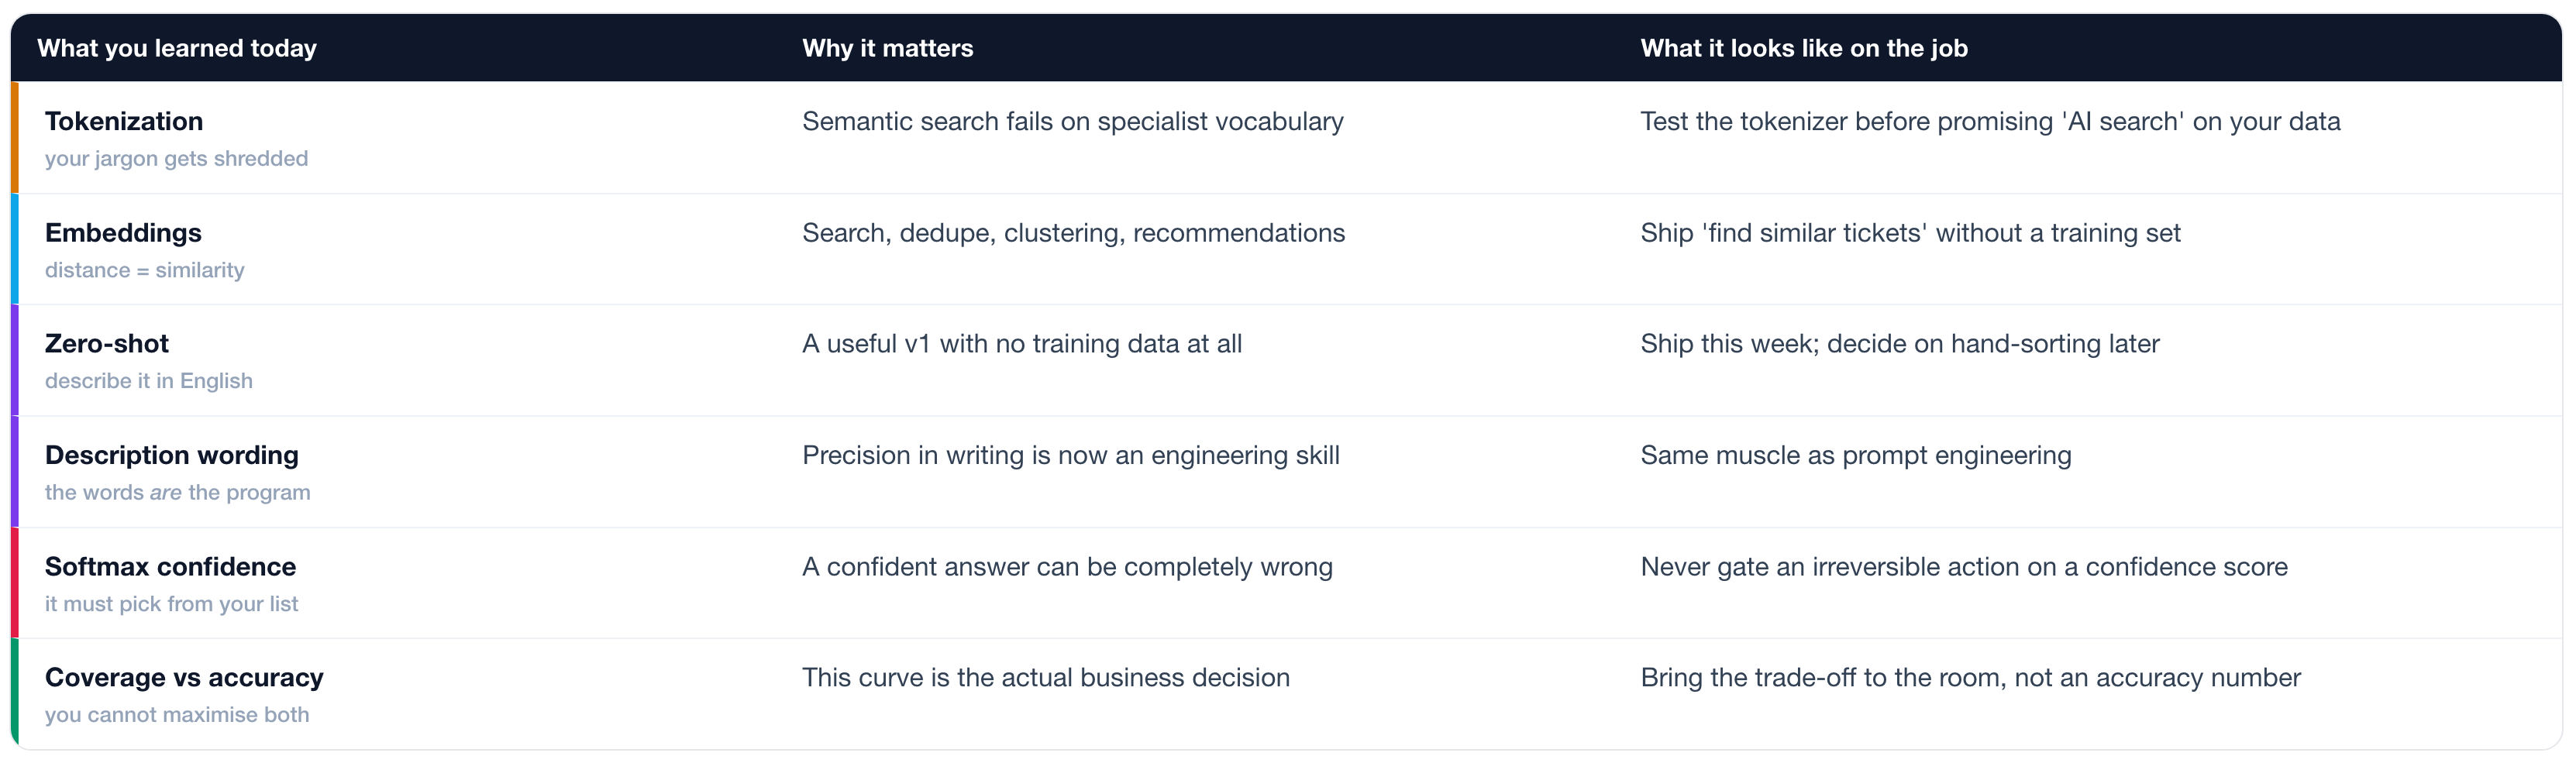 What you learned today Why it matters What it looks like on the job
Tokenization Semantic search fails on specialist vocabulary Test the tokenizer before promising 'AI search' on your data
your jargon gets shredded
Embeddings Search, dedupe, clustering, recommendations Ship 'find similar tickets' without a training set
distance = similarity
Zero-shot A useful v1 with no training data at all Ship this week; decide on hand-sorting later
describe it in English
Description wording Precision in writing is now an engineering skill Same muscle as prompt engineering
the words are the program
Softmax confidence A confident answer can be completely wrong Never gate an irreversible action on a confidence score
it must pick from your list
Coverage vs accuracy This curve is the actual business decision Bring the trade-off to the room, not an accuracy number
you cannot maximise both